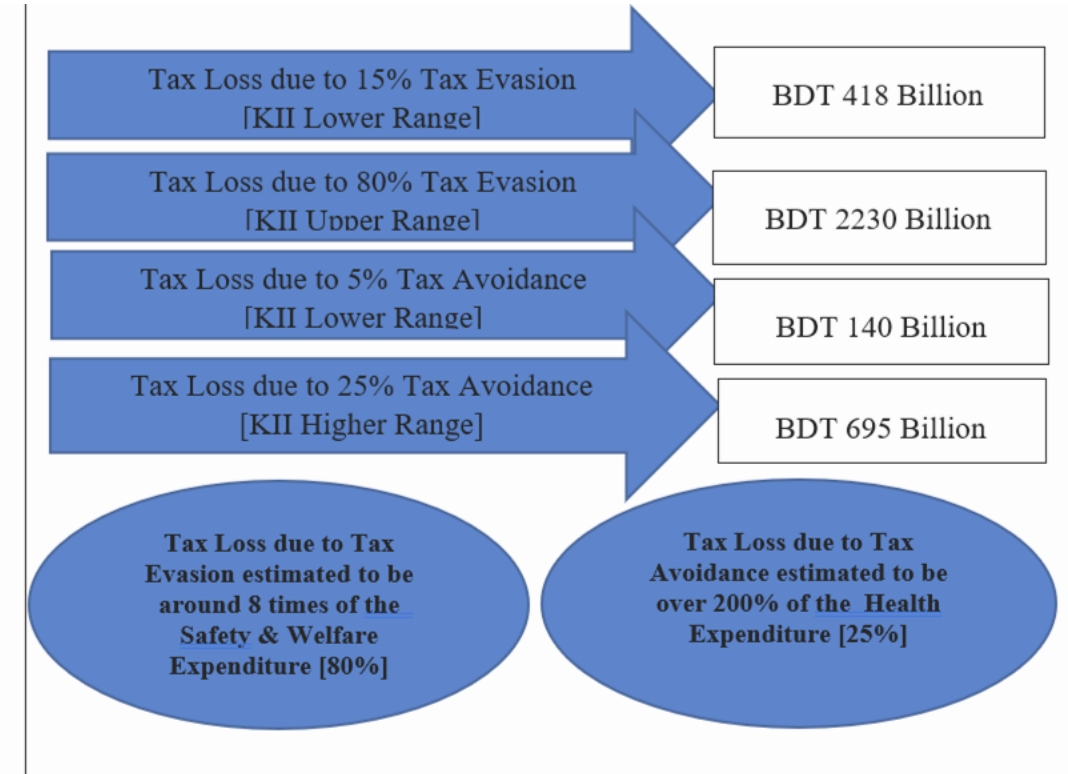 Tax Loss due to 15% Tax Evasion
[KII Lower Range]
BDT 418 Billion
Tax Loss due to 80% Tax Evasion
[KII Upper Range]
BDT 2230 Billion
Tax Loss due to 5% Tax Avoidance
[KII Lower Range]
BDT 140 Billion
Tax Loss due to 25% Tax Avoidance
[KII Higher Range]
BDT 695 Billion
Tax Loss due to Tax
Evasion estimated to be
around 8 times of the
Safety & Welfare
Expenditure [80%]
Tax Loss due to Tax
Avoidance estimated to be
over 200% of the Health
Expenditure [25%]